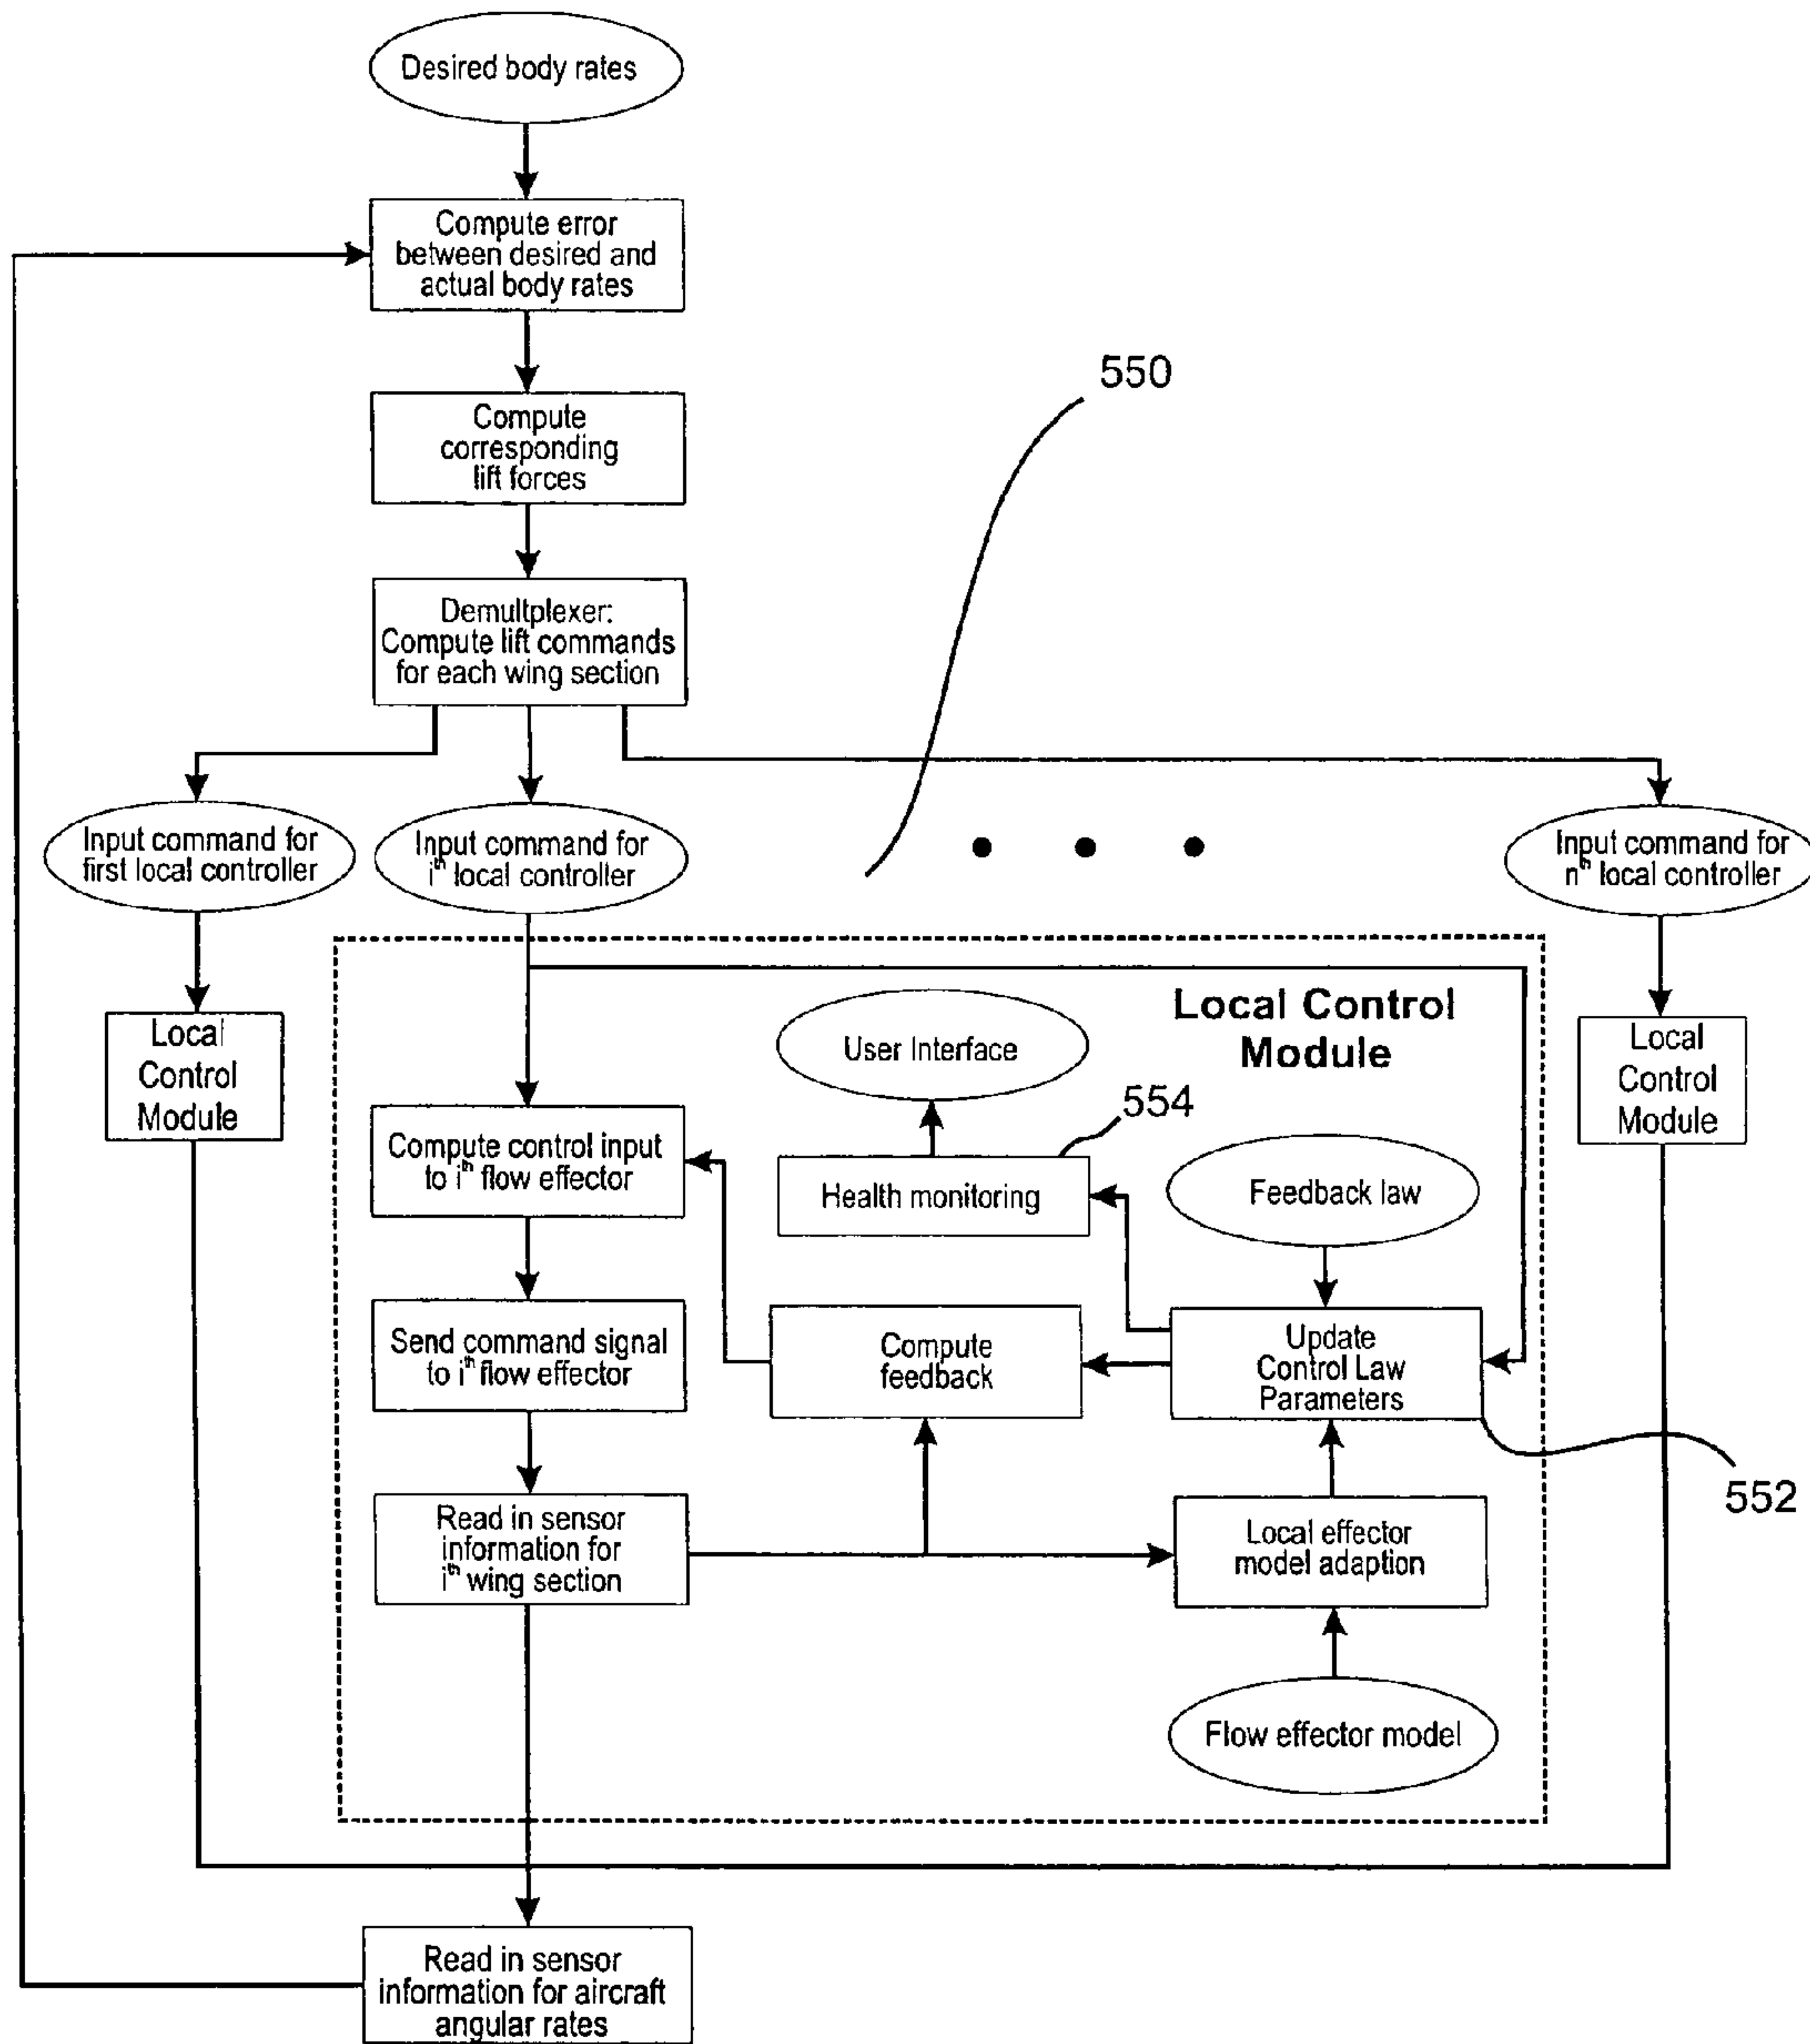 Desired body rates
Compute error
between desired and
actual body rates
Compute
corresponding
lift forces
550
Demultplexer:
Compute lift commands
for each wing section
Input command for
first local controller
Input command for
ith local controller
Input command for
nth local controller
Local
Control
Module
Local Control
Module
Local
Control
Module
User Interface
554
Compute control input
to ith flow effector
Health monitoring
Feedback law
Send command signal
to ith flow effector
Compute
feedback
Update
Control Law
Parameters
552
Read in sensor
information for
ith wing section
Local effector
model adaption
Flow effector model
Read in sensor
information for aircraft
angular rates